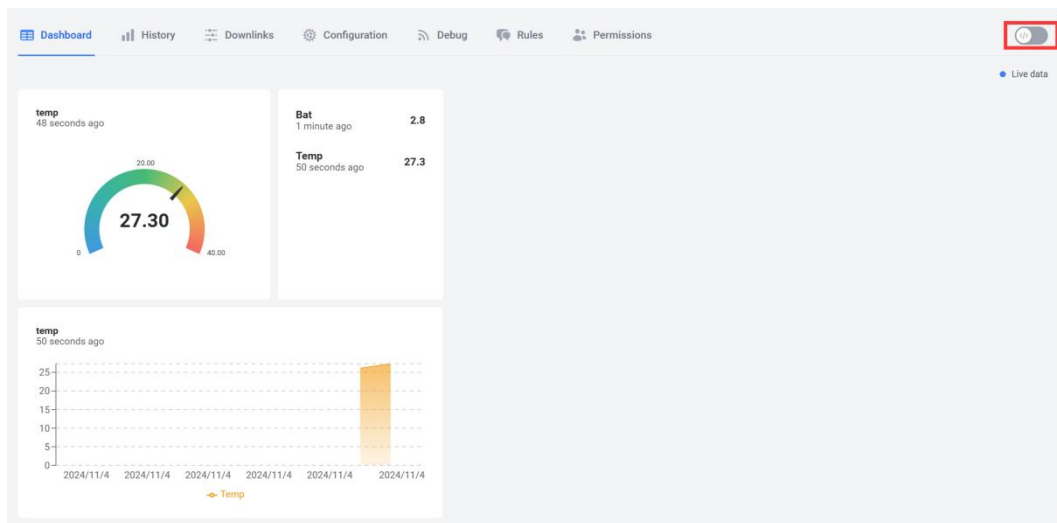 Dashboard History Downlinks Configuration Debug Rules Permissions
</>
Live data
temp
48 seconds ago
20.00
27.30
0 40.00
Bat 2.8
1 minute ago
Temp 27.3
50 seconds ago
temp
50 seconds ago
25
20
15
10
5
0
2024/11/4 2024/11/4 2024/11/4 2024/11/4 2024/11/4 2024/11/4
Temp